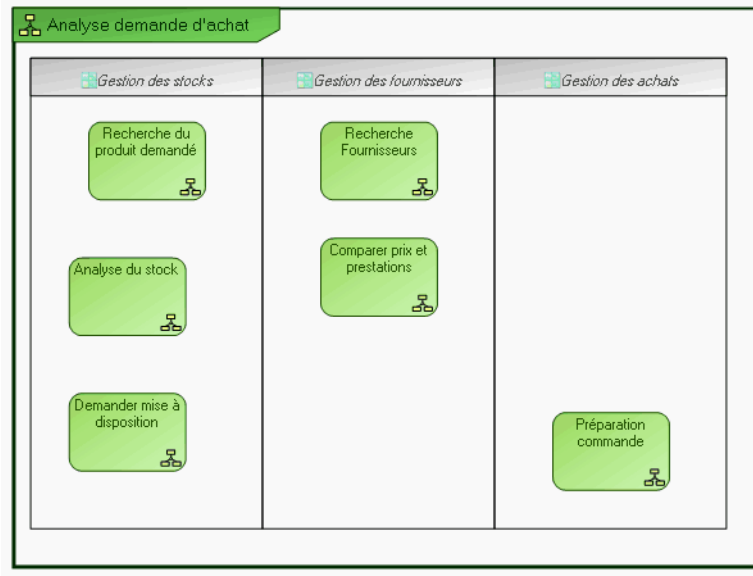 Analyse demande d'achat
Gestion des stocks
Gestion des fournisseurs
Gestion des achats
Recherche du
produit demandé
Recherche
Fournisseurs
Analyse du stock
Comparer prix et
prestations
Demander mise à
disposition
Préparation
commande